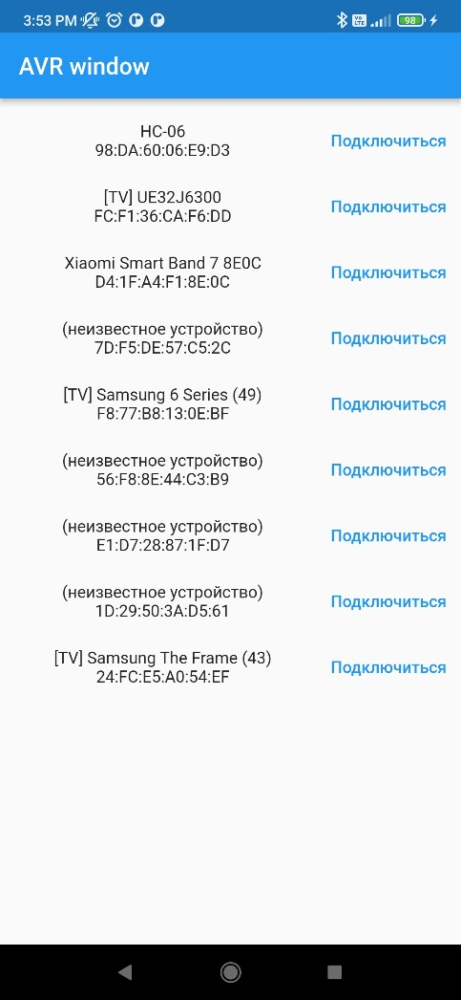 3:53 PM
Vo LTE
98
AVR window
HC-06
98:DA:60:06:E9:D3
Подключиться
[TV] UE32J6300
FC:F1:36:CA:F6:DD
Подключиться
Xiaomi Smart Band 7 8E0C
D4:1F:A4:F1:8E:0C
Подключиться
(неизвестное устройство)
7D:F5:DE:57:C5:2C
Подключиться
[TV] Samsung 6 Series (49)
F8:77:B8:13:0E:BF
Подключиться
(неизвестное устройство)
56:F8:8E:44:C3:B9
Подключиться
(неизвестное устройство)
E1:D7:28:87:1F:D7
Подключиться
(неизвестное устройство)
1D:29:50:3A:D5:61
Подключиться
[TV] Samsung The Frame (43)
24:FC:E5:A0:54:EF
Подключиться